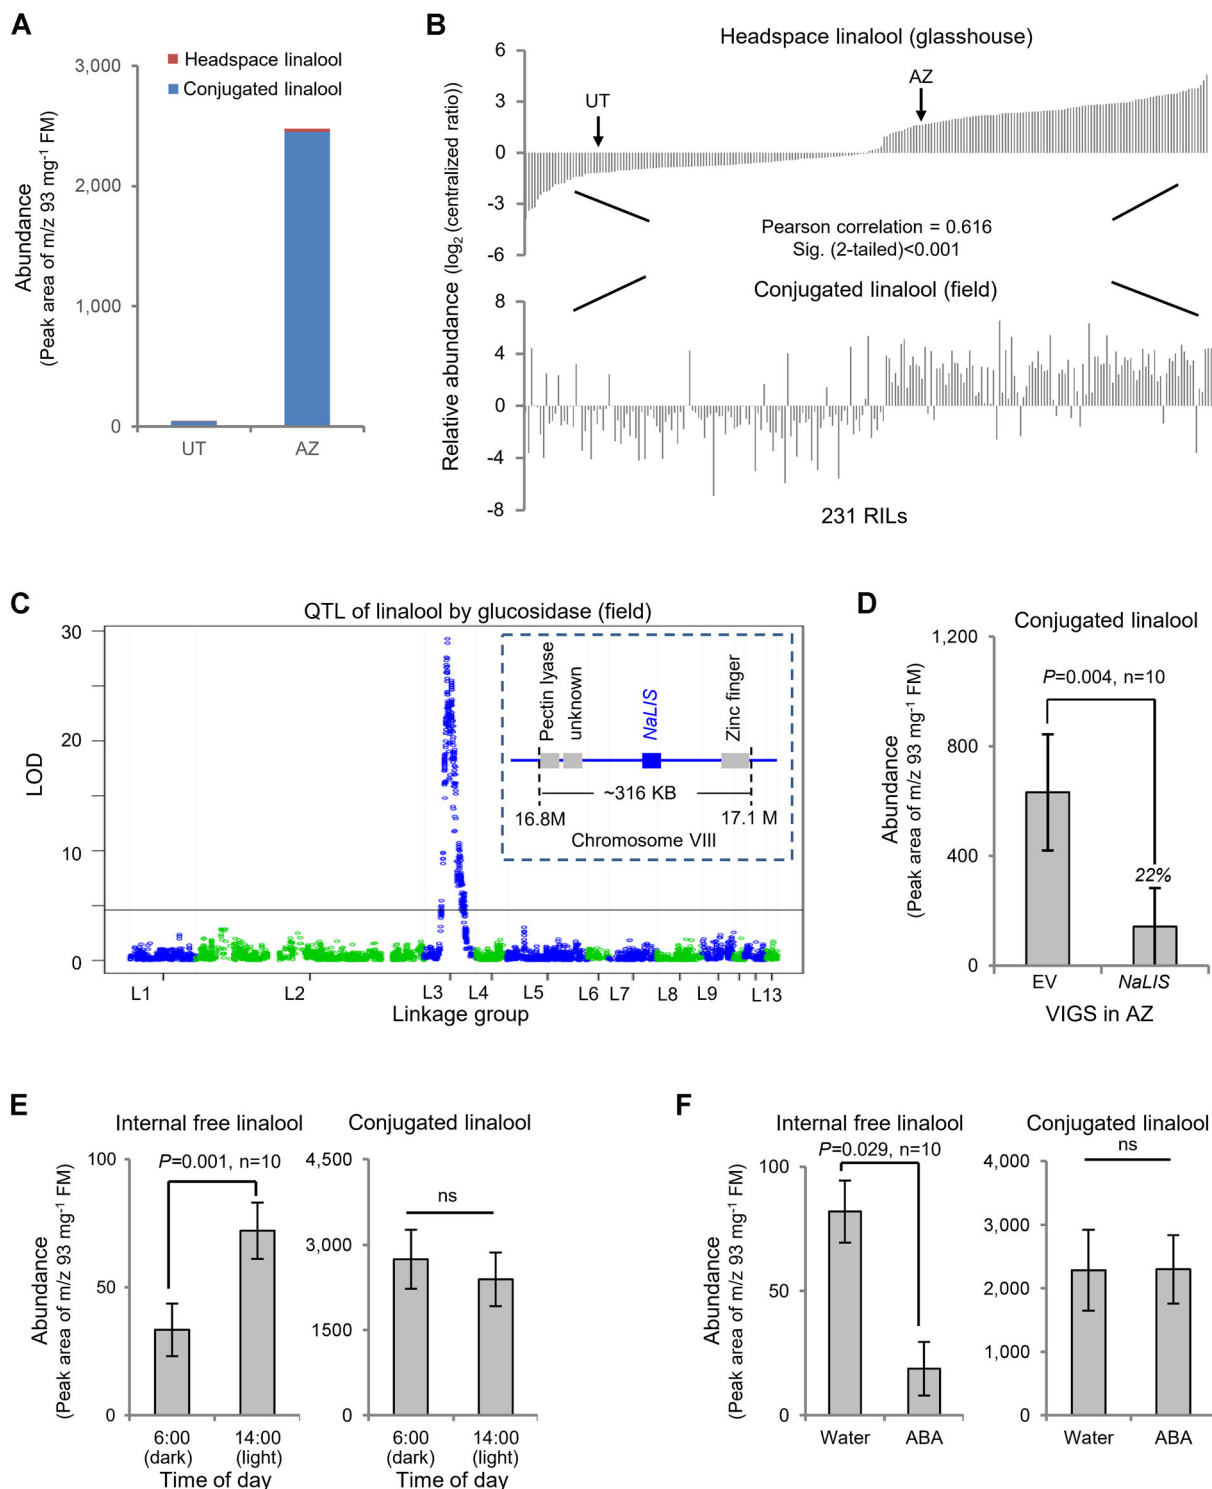 A
Headspace linalool
Conjugated linalool
Abundance
(Peak area of m/z 93 mg⁻¹ FM)
3,000
2,000
1,000
0
UT
AZ
B
Headspace linalool (glasshouse)
Relative abundance (log₂ (centralized ratio))
6
3
0
-3
-6
UT
AZ
Pearson correlation = 0.616
Sig. (2-tailed)<0.001
Conjugated linalool (field)
8
4
0
-4
-8
231 RILs
C
QTL of linalool by glucosidase (field)
LOD
30
20
10
0
Pectin lyase
unknown
NaLIS
Zinc finger
~316 KB
16.8M
17.1 M
Chromosome VIII
L1
L2
L3
L4
L5
L6
L7
L8
L9
L13
Linkage group
D
Conjugated linalool
Abundance
(Peak area of m/z 93 mg⁻¹ FM)
1,200
800
400
0
P=0.004, n=10
22%
EV
NaLIS
VIGS in AZ
E
Internal free linalool
Abundance
(Peak area of m/z 93 mg⁻¹ FM)
100
50
0
P=0.001, n=10
6:00
(dark)
14:00
(light)
Time of day
Conjugated linalool
4,500
3,000
1500
0
ns
6:00
(dark)
14:00
(light)
Time of day
F
Internal free linalool
Abundance
(Peak area of m/z 93 mg⁻¹ FM)
P=0.029, n=10
100
50
0
Water
ABA
Conjugated linalool
4,000
3,000
2,000
1,000
0
ns
Water
ABA